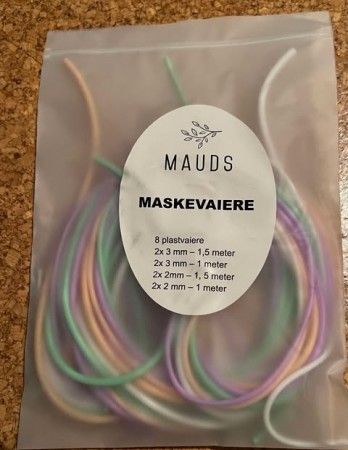 MAUDS
MASKEVAIERE
8 plastvaiere
2x 3 mm – 1,5 meter
2x 3 mm – 1 meter
2x 2mm – 1, 5 meter
2x 2 mm – 1 meter